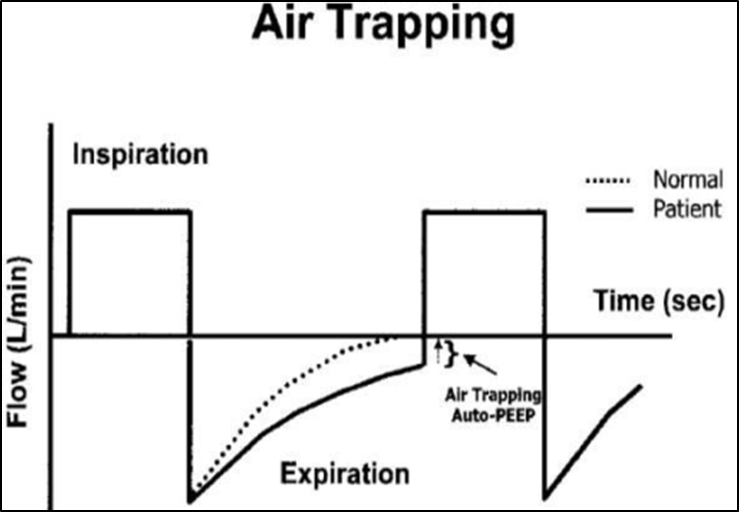 Air Trapping
Inspiration
Normal
Patient
Time (sec)
Flow (L/min)
}
Air Trapping
Auto-PEEP
Expiration